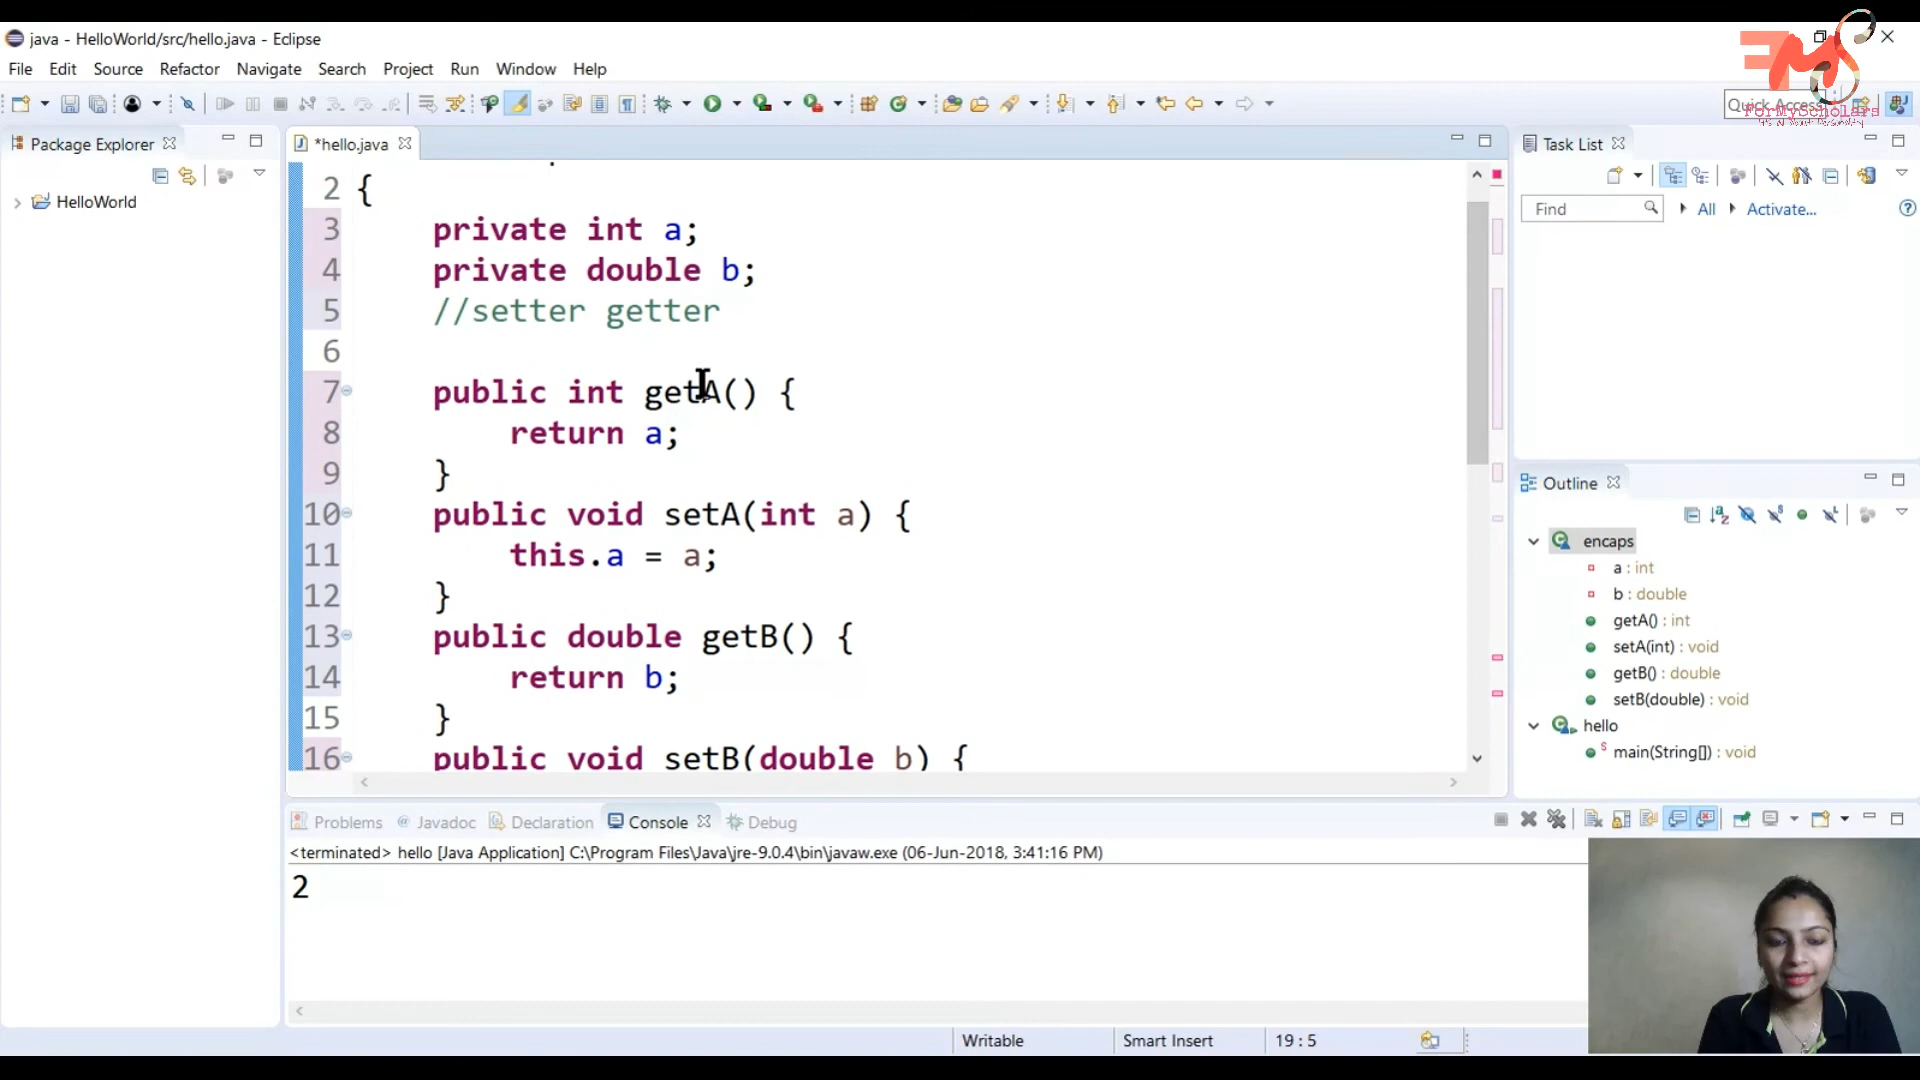 java - HelloWorld/src/hello.java - Eclipse
File Edit Source Refactor Navigate Search Project Run Window Help
Quick Access
ForMyScholars
Package Explorer
HelloWorld
*hello.java
2 {
3 private int a;
4 private double b;
5 //setter getter
6
7 public int getA() {
8 return a;
9 }
10 public void setA(int a) {
11 this.a = a;
12 }
13 public double getB() {
14 return b;
15 }
16 public void setB(double b) {
Task List
Find All Activate...
Outline
encaps
a : int
b : double
getA() : int
setA(int) : void
getB() : double
setB(double) : void
hello
main(String[]) : void
Problems Javadoc Declaration Console Debug
<terminated> hello [Java Application] C:\Program Files\Java\jre-9.0.4\bin\javaw.exe (06-Jun-2018, 3:41:16 PM)
2
Writable Smart Insert 19 : 5